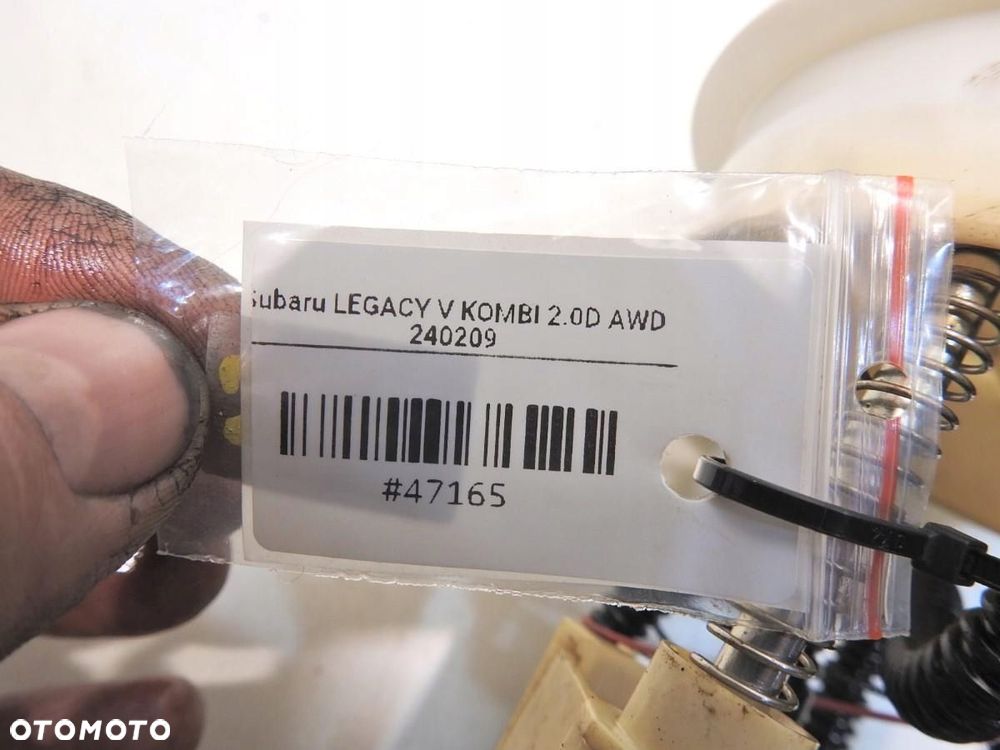 Subaru LEGACY V KOMBI 2.0D AWD
240209
#47165
OTOMOTO